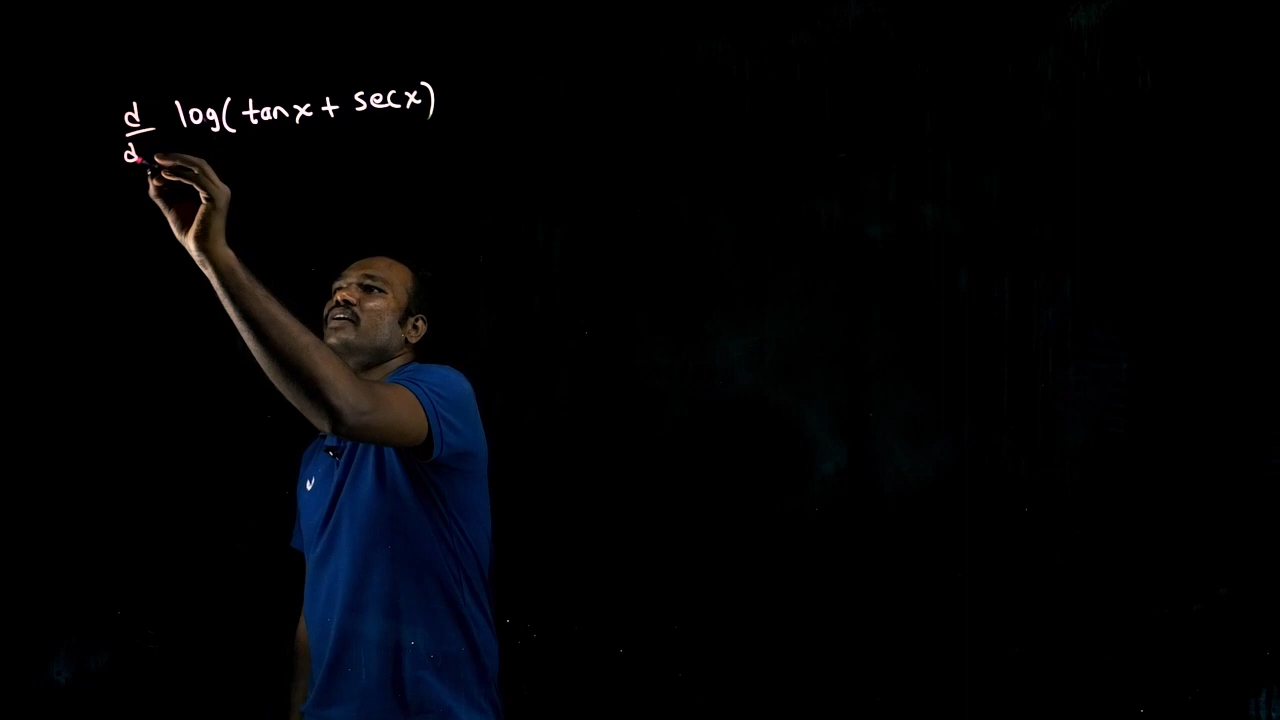 d/d log(tanx + secx)